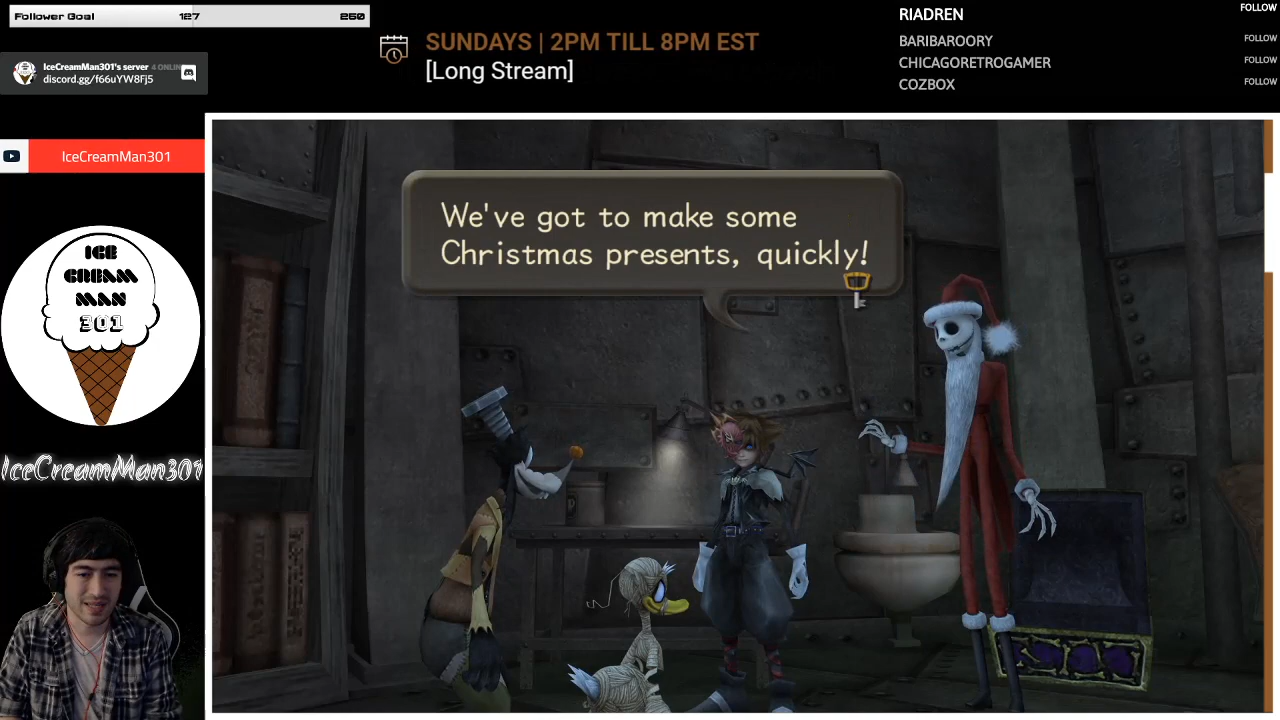 Follower Goal 127 250
IceCreamMan301's server 4 ONLINE
discord.gg/f66uYW8Fj5
SUNDAYS | 2PM TILL 8PM EST
[Long Stream]
RIADREN FOLLOW
BARIBAROORY FOLLOW
CHICAGORETROGAMER FOLLOW
COZBOX FOLLOW
IceCreamMan301
ICE
CREAM
MAN
301
IceCreamMan301
We've got to make some
Christmas presents, quickly!